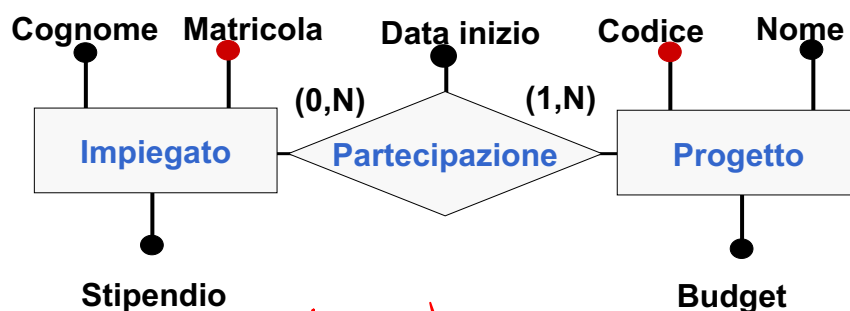 Cognome Matricola Data inizio Codice Nome
(0,N) (1,N)
Impiegato Partecipazione Progetto
Stipendio Budget